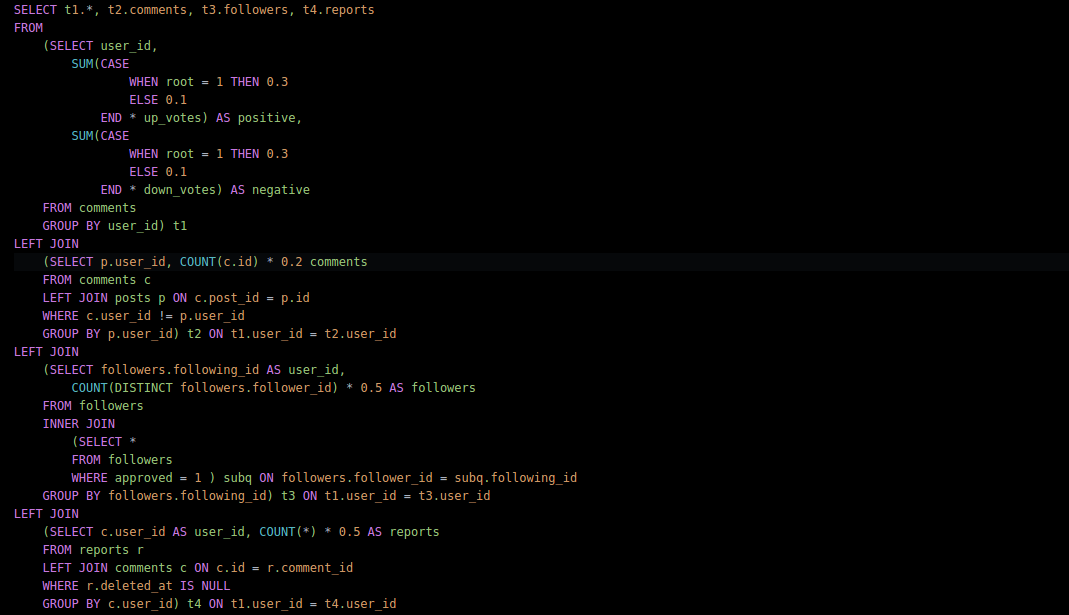 SELECT t1.*, t2.comments, t3.followers, t4.reports
FROM
    (SELECT user_id,
        SUM(CASE
                WHEN root = 1 THEN 0.3
                ELSE 0.1
            END * up_votes) AS positive,
        SUM(CASE
                WHEN root = 1 THEN 0.3
                ELSE 0.1
            END * down_votes) AS negative
    FROM comments
    GROUP BY user_id) t1
LEFT JOIN
    (SELECT p.user_id, COUNT(c.id) * 0.2 comments
    FROM comments c
    LEFT JOIN posts p ON c.post_id = p.id
    WHERE c.user_id != p.user_id
    GROUP BY p.user_id) t2 ON t1.user_id = t2.user_id
LEFT JOIN
    (SELECT followers.following_id AS user_id,
        COUNT(DISTINCT followers.follower_id) * 0.5 AS followers
    FROM followers
    INNER JOIN
        (SELECT *
        FROM followers
        WHERE approved = 1 ) subq ON followers.follower_id = subq.following_id
    GROUP BY followers.following_id) t3 ON t1.user_id = t3.user_id
LEFT JOIN
    (SELECT c.user_id AS user_id, COUNT(*) * 0.5 AS reports
    FROM reports r
    LEFT JOIN comments c ON c.id = r.comment_id
    WHERE r.deleted_at IS NULL
    GROUP BY c.user_id) t4 ON t1.user_id = t4.user_id